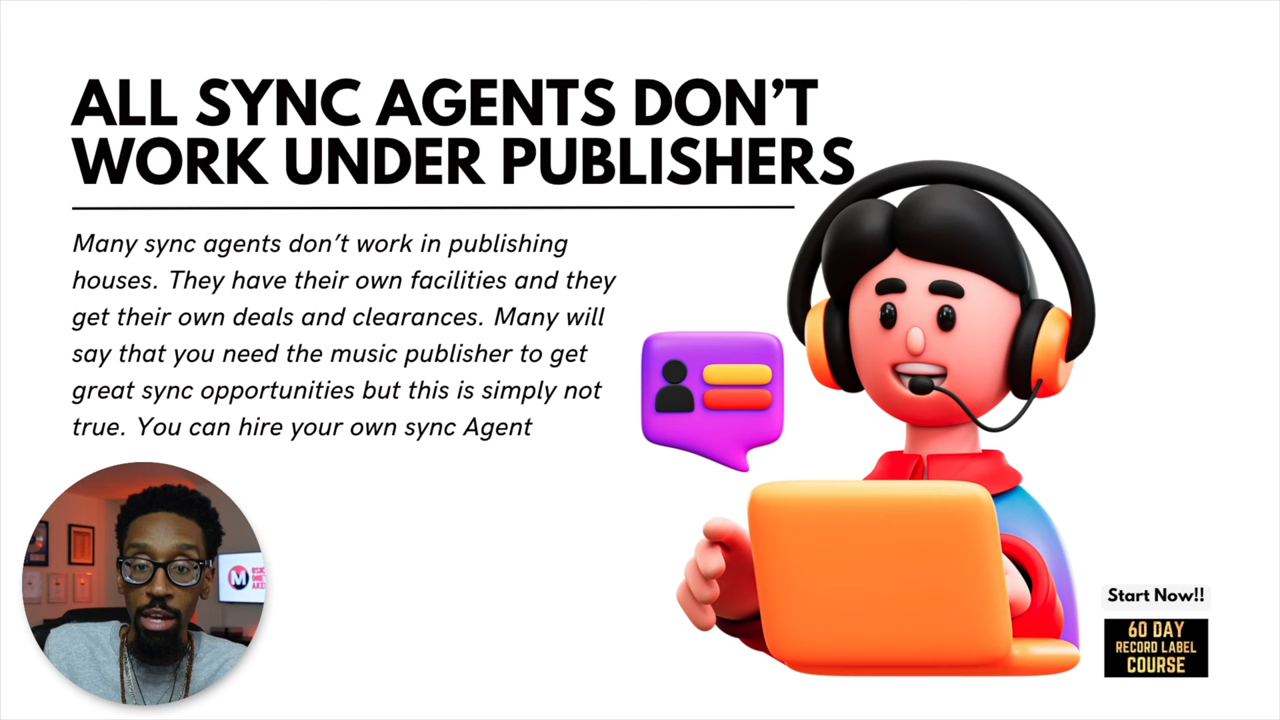 ALL SYNC AGENTS DON'T
WORK UNDER PUBLISHERS
Many sync agents don't work in publishing
houses. They have their own facilities and they
get their own deals and clearances. Many will
say that you need the music publisher to get
great sync opportunities but this is simply not
true. You can hire your own sync Agent
M
Start Now!!
60 DAY
RECORD LABEL
COURSE